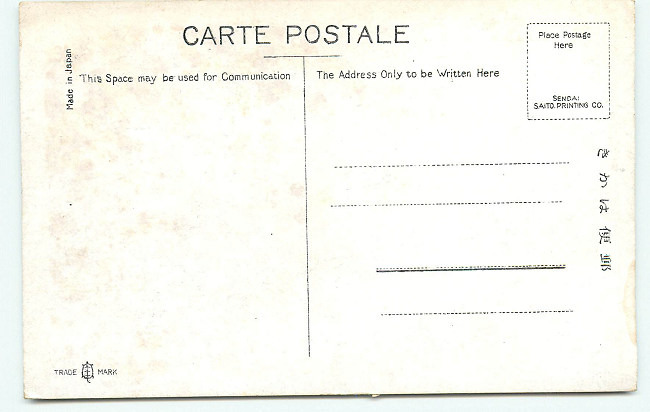 CARTE POSTALE
Made in Japan
This Space may be used for Communication
The Address Only to be Written Here
Place Postage
Here
SENDAI
SAITO. PRINTING CO.
きかは便郵
TRADE MARK